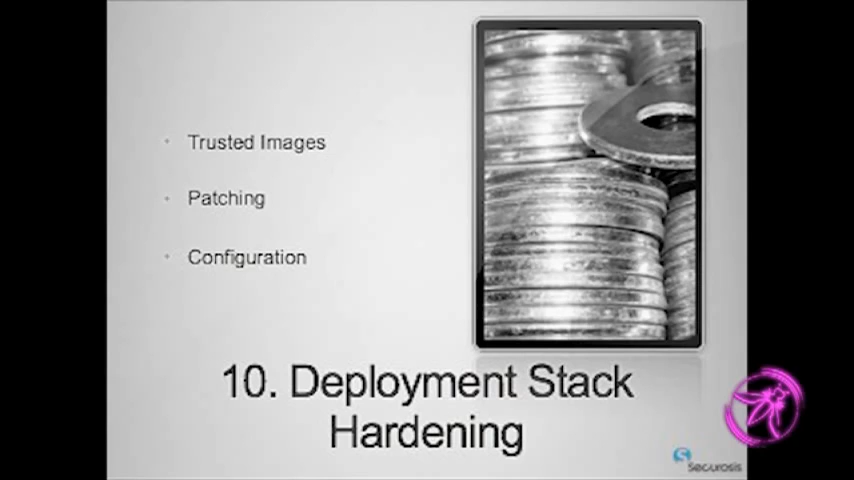 Trusted Images
Patching
Configuration
10. Deployment Stack
Hardening
Securosis